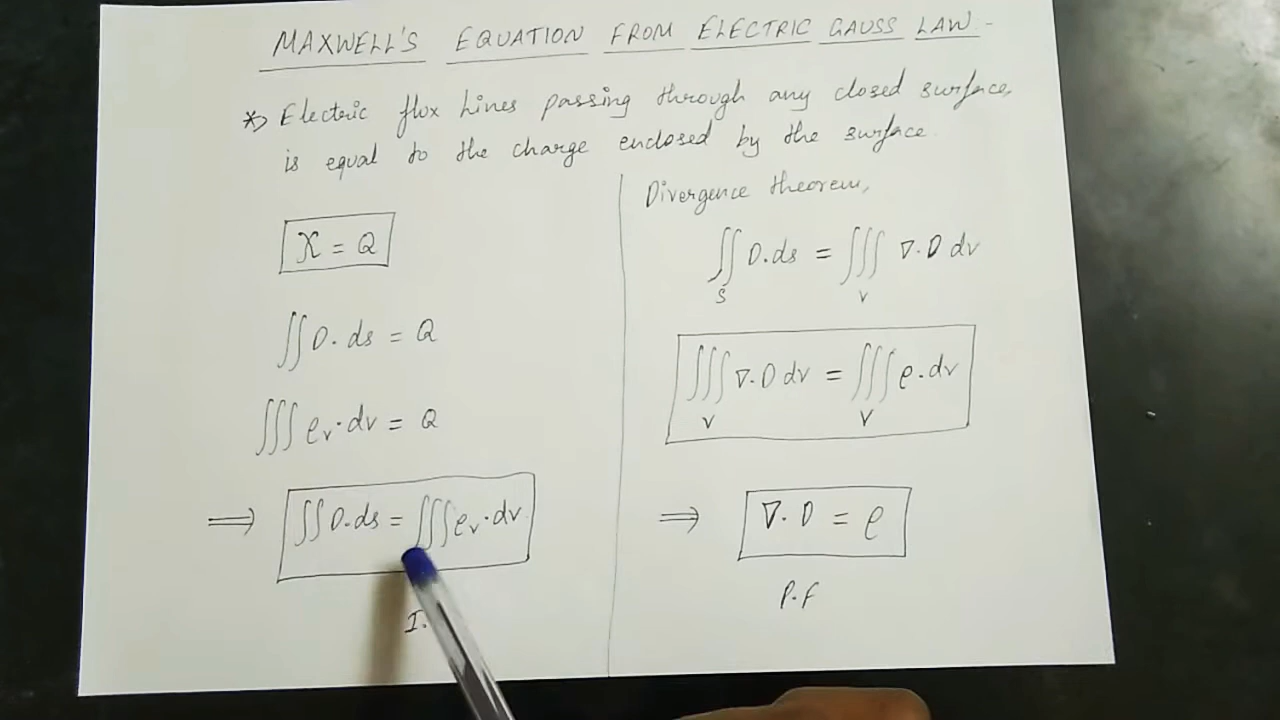 MAXWELL'S EQUATION FROM ELECTRIC GAUSS LAW -
*) Electric flux Lines passing through any closed surface,
is equal to the charge enclosed by the surface.
X = Q
∬ D. ds = Q
∭ ρv . dv = Q
⟹ ∬ D. ds = ∭ ρv . dv
I.
Divergence theorem,
∬S D. ds = ∭V ∇. D dv
∭V ∇. D dv = ∭V ρ. dv
⟹ ∇. D = ρ
P.F